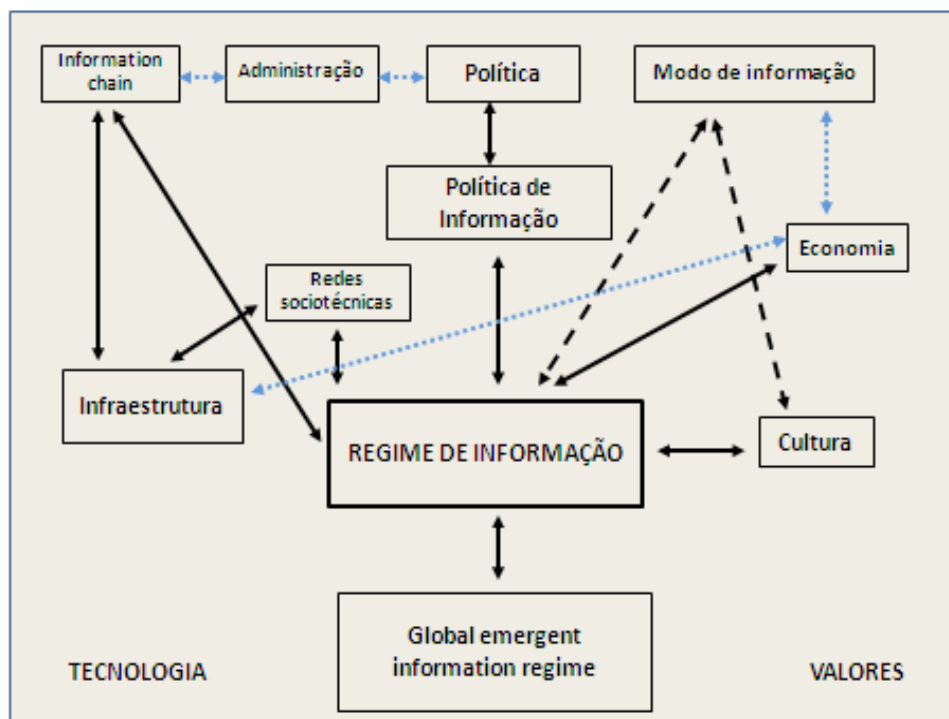 Information
chain
Administração
Política
Modo de informação
Política de
Informação
Economia
Redes
sociotécnicas
Infraestrutura
REGIME DE INFORMAÇÃO
Cultura
Global emergent
information regime
TECNOLOGIA
VALORES